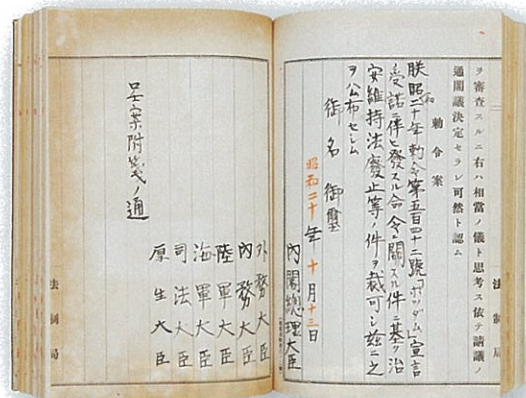 ヲ審査スルニ右ハ相當ノ儀ト思考ス依テ請議ノ
通閣議決定セラレ可然ト認ム
勅令案
朕昭和二十年勅令第五百四十二號「ポツダム」宣言
受諾ニ伴ヒ發スル命令ニ關スル件ニ基ク治
安維持法廢止等ノ件ヲ裁可シ茲ニ之
ヲ公布セシム
御名御璽
昭和二十年十月十三日
内閣總理大臣
法制局
外務大臣
内務大臣
陸軍大臣
海軍大臣
司法大臣
厚生大臣
呈案附箋ノ通
法制局